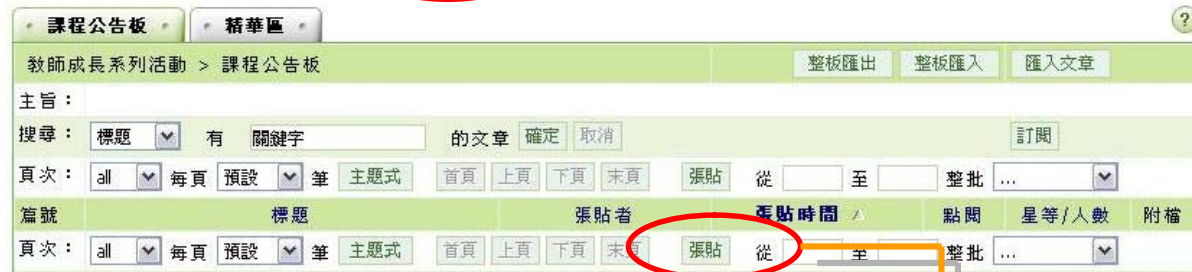 課程公告板 精華區 ?
教師成長系列活動 > 課程公告板 整板匯出 整板匯入 匯入文章
主旨：
搜尋： 標題 有 關鍵字 的文章 確定 取消 訂閱
頁次： all 每頁 預設 筆 主題式 首頁 上頁 下頁 末頁 張貼 從 至 整批 ...
篇號 標題 張貼者 張貼時間 點閱 星等/人數 附檔
頁次： all 每頁 預設 筆 主題式 首頁 上頁 下頁 末頁 張貼 從 至 整批 ...